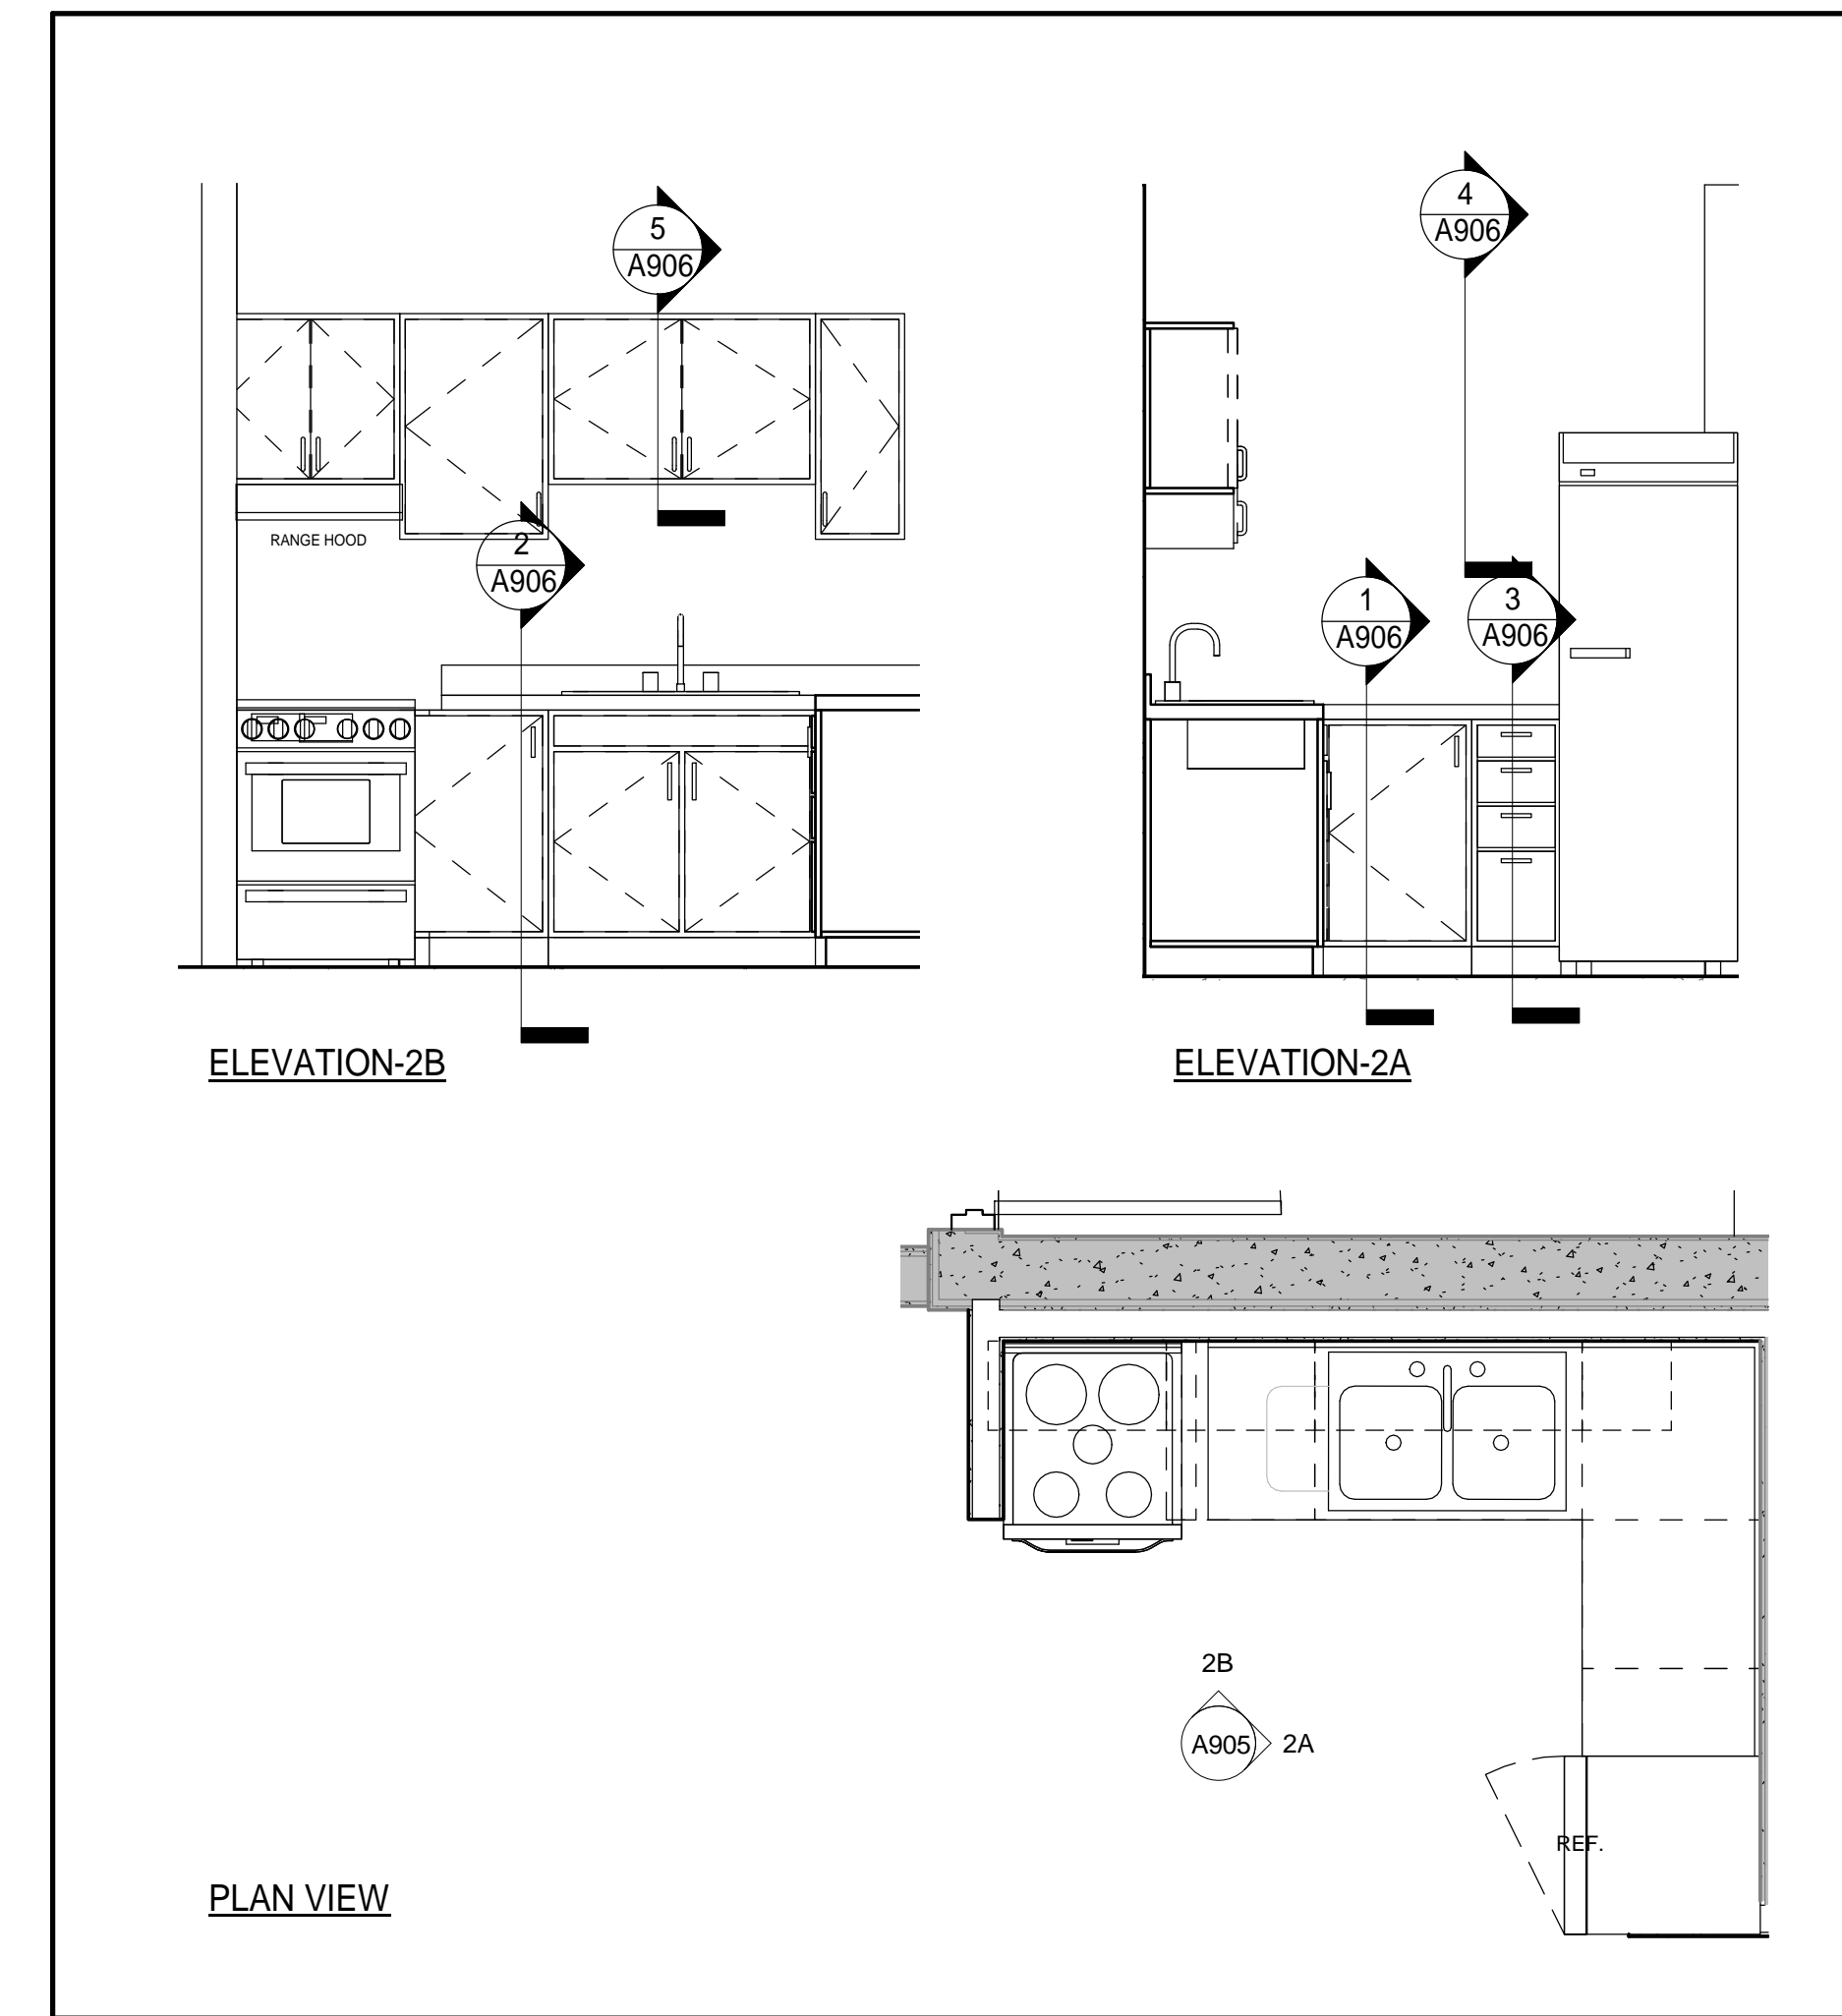 5
A906
4
A906
RANGE HOOD
2
A906
1
A906
3
A906
ELEVATION-2B
ELEVATION-2A
2B
A905
2A
REF.
PLAN VIEW